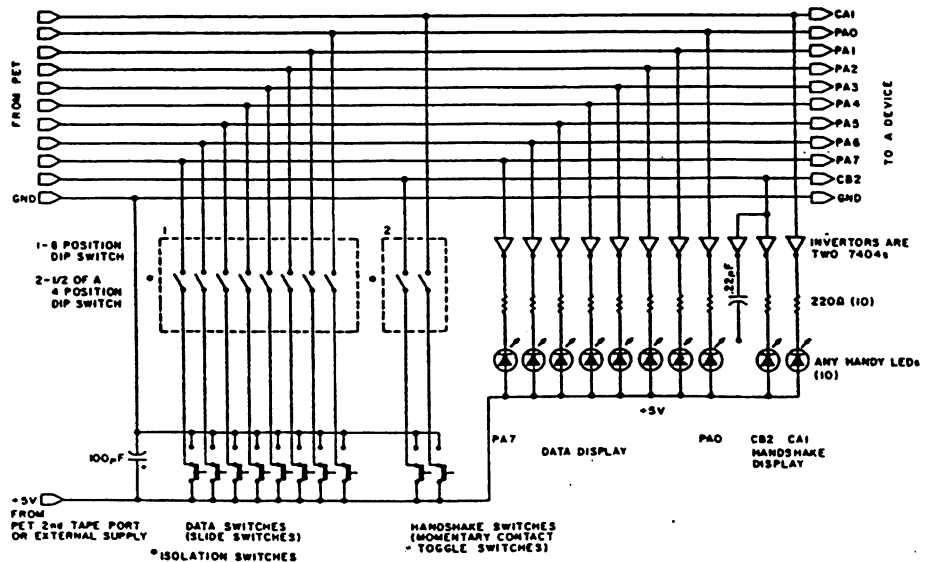 FROM PET
CA1
PA0
PA1
PA2
PA3
PA4
PA5
PA6
PA7
CB2
GND
GND
TO A DEVICE
1-8 POSITION
DIP SWITCH
2-1/2 OF A
4 POSITION
DIP SWITCH
1
2
*
*
INVERTORS ARE
TWO 7404s
.22µF
220Ω (10)
ANY HANDY LEDs
(10)
+5V
PA7
DATA DISPLAY
PA0
CB2 CA1
HANDSHAKE
DISPLAY
100µF
+
+5V
FROM
PET 2nd TAPE PORT
OR EXTERNAL SUPPLY
DATA SWITCHES
(SLIDE SWITCHES)
*ISOLATION SWITCHES
HANDSHAKE SWITCHES
(MOMENTARY CONTACT
TOGGLE SWITCHES)